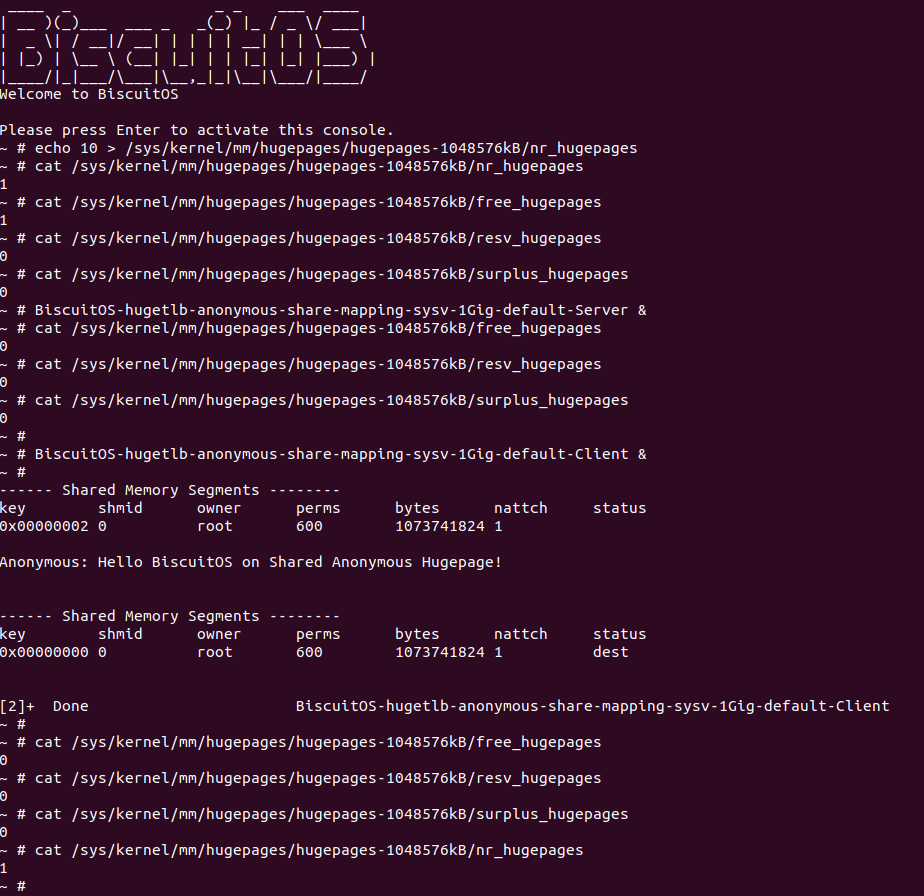 BiscuitOS
Welcome to BiscuitOS
Please press Enter to activate this console.
~ # echo 10 > /sys/kernel/mm/hugepages/hugepages-1048576kB/nr_hugepages
~ # cat /sys/kernel/mm/hugepages/hugepages-1048576kB/nr_hugepages
1
~ # cat /sys/kernel/mm/hugepages/hugepages-1048576kB/free_hugepages
1
~ # cat /sys/kernel/mm/hugepages/hugepages-1048576kB/resv_hugepages
0
~ # cat /sys/kernel/mm/hugepages/hugepages-1048576kB/surplus_hugepages
0
~ # BiscuitOS-hugetlb-anonymous-share-mapping-sysv-1Gig-default-Server &
~ # cat /sys/kernel/mm/hugepages/hugepages-1048576kB/free_hugepages
0
~ # cat /sys/kernel/mm/hugepages/hugepages-1048576kB/resv_hugepages
0
~ # cat /sys/kernel/mm/hugepages/hugepages-1048576kB/surplus_hugepages
0
~ #
~ # BiscuitOS-hugetlb-anonymous-share-mapping-sysv-1Gig-default-Client &
~ #
------ Shared Memory Segments --------
key        shmid      owner      perms      bytes      nattch     status
0x00000002 0          root       600        1073741824 1
Anonymous: Hello BiscuitOS on Shared Anonymous Hugepage!
------ Shared Memory Segments --------
key        shmid      owner      perms      bytes      nattch     status
0x00000000 0          root       600        1073741824 1          dest
[2]+  Done                       BiscuitOS-hugetlb-anonymous-share-mapping-sysv-1Gig-default-Client
~ #
~ # cat /sys/kernel/mm/hugepages/hugepages-1048576kB/free_hugepages
0
~ # cat /sys/kernel/mm/hugepages/hugepages-1048576kB/resv_hugepages
0
~ # cat /sys/kernel/mm/hugepages/hugepages-1048576kB/surplus_hugepages
0
~ # cat /sys/kernel/mm/hugepages/hugepages-1048576kB/nr_hugepages
1
~ #